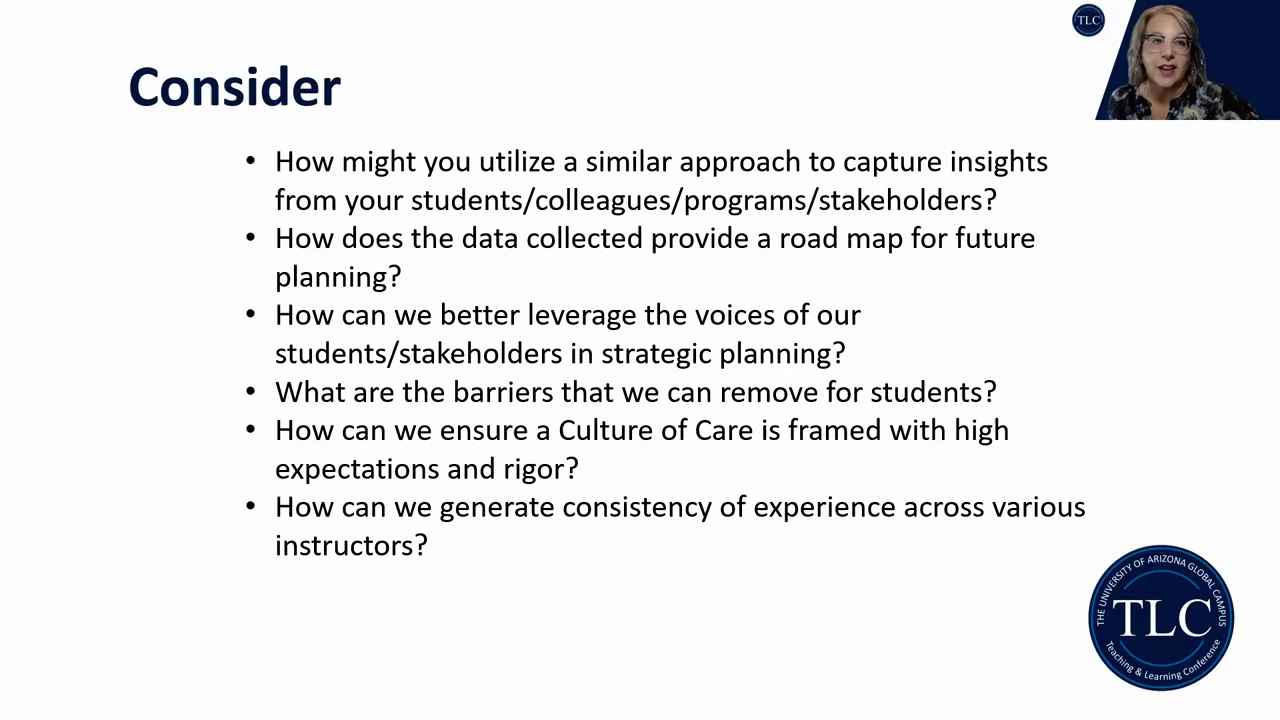 TLC
Consider
• How might you utilize a similar approach to capture insights
from your students/colleagues/programs/stakeholders?
• How does the data collected provide a road map for future
planning?
• How can we better leverage the voices of our
students/stakeholders in strategic planning?
• What are the barriers that we can remove for students?
• How can we ensure a Culture of Care is framed with high
expectations and rigor?
• How can we generate consistency of experience across various
instructors?
THE UNIVERSITY OF ARIZONA GLOBAL CAMPUS
TLC
Teaching & Learning Conference